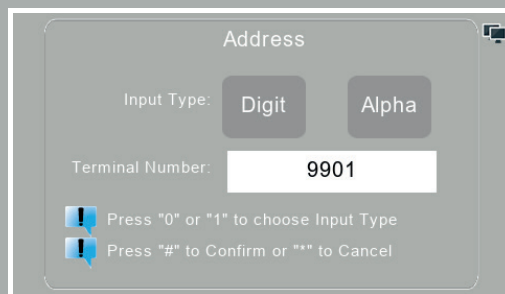 Address
Input Type: Digit Alpha
Terminal Number: 9901
Press "0" or "1" to choose Input Type
Press "#" to Confirm or "*" to Cancel